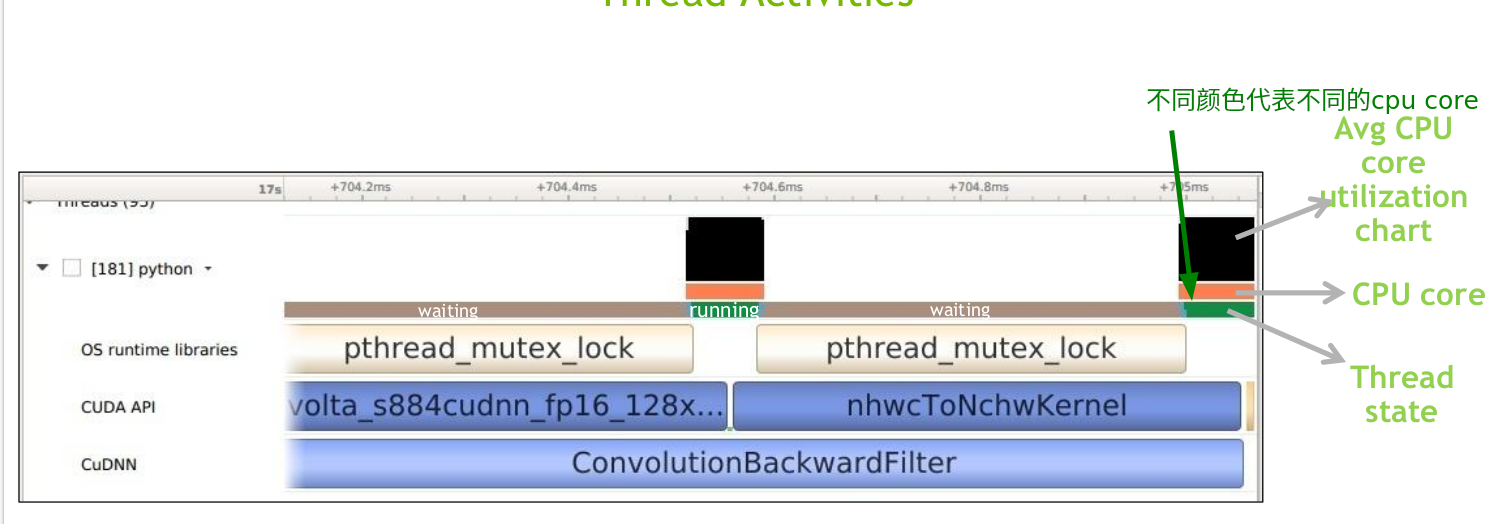 Thread Activities
不同颜色代表不同的cpu core
Avg CPU
core
utilization
chart
17s +704.2ms +704.4ms +704.6ms +704.8ms +705ms
Threads (95)
[181] python
CPU core
waiting running waiting
OS runtime libraries pthread_mutex_lock pthread_mutex_lock
Thread
state
CUDA API volta_s884cudnn_fp16_128x... nhwcToNchwKernel
CuDNN ConvolutionBackwardFilter